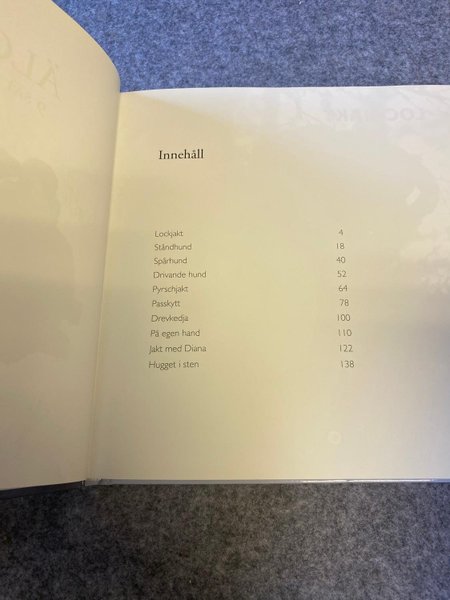 Innehåll
Lockjakt 4
Ståndhund 18
Spårhund 40
Drivande hund 52
Pyrschjakt 64
Passkytt 78
Drevkedja 100
På egen hand 110
Jakt med Diana 122
Hugget i sten 138